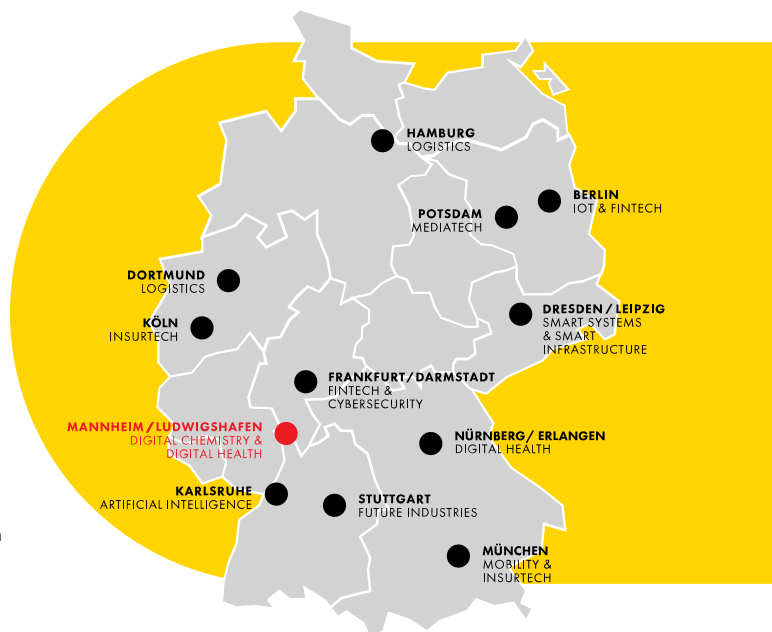 HAMBURG
LOGISTICS
BERLIN
IOT & FINTECH
POTSDAM
MEDIATECH
DORTMUND
LOGISTICS
KÖLN
INSURTECH
DRESDEN / LEIPZIG
SMART SYSTEMS
& SMART
INFRASTRUCTURE
FRANKFURT/DARMSTADT
FINTECH &
CYBERSECURITY
MANNHEIM/LUDWIGSHAFEN
DIGITAL CHEMISTRY &
DIGITAL HEALTH
NÜRNBERG/ ERLANGEN
DIGITAL HEALTH
KARLSRUHE
ARTIFICIAL INTELLIGENCE
STUTTGART
FUTURE INDUSTRIES
MÜNCHEN
MOBILITY &
INSURTECH